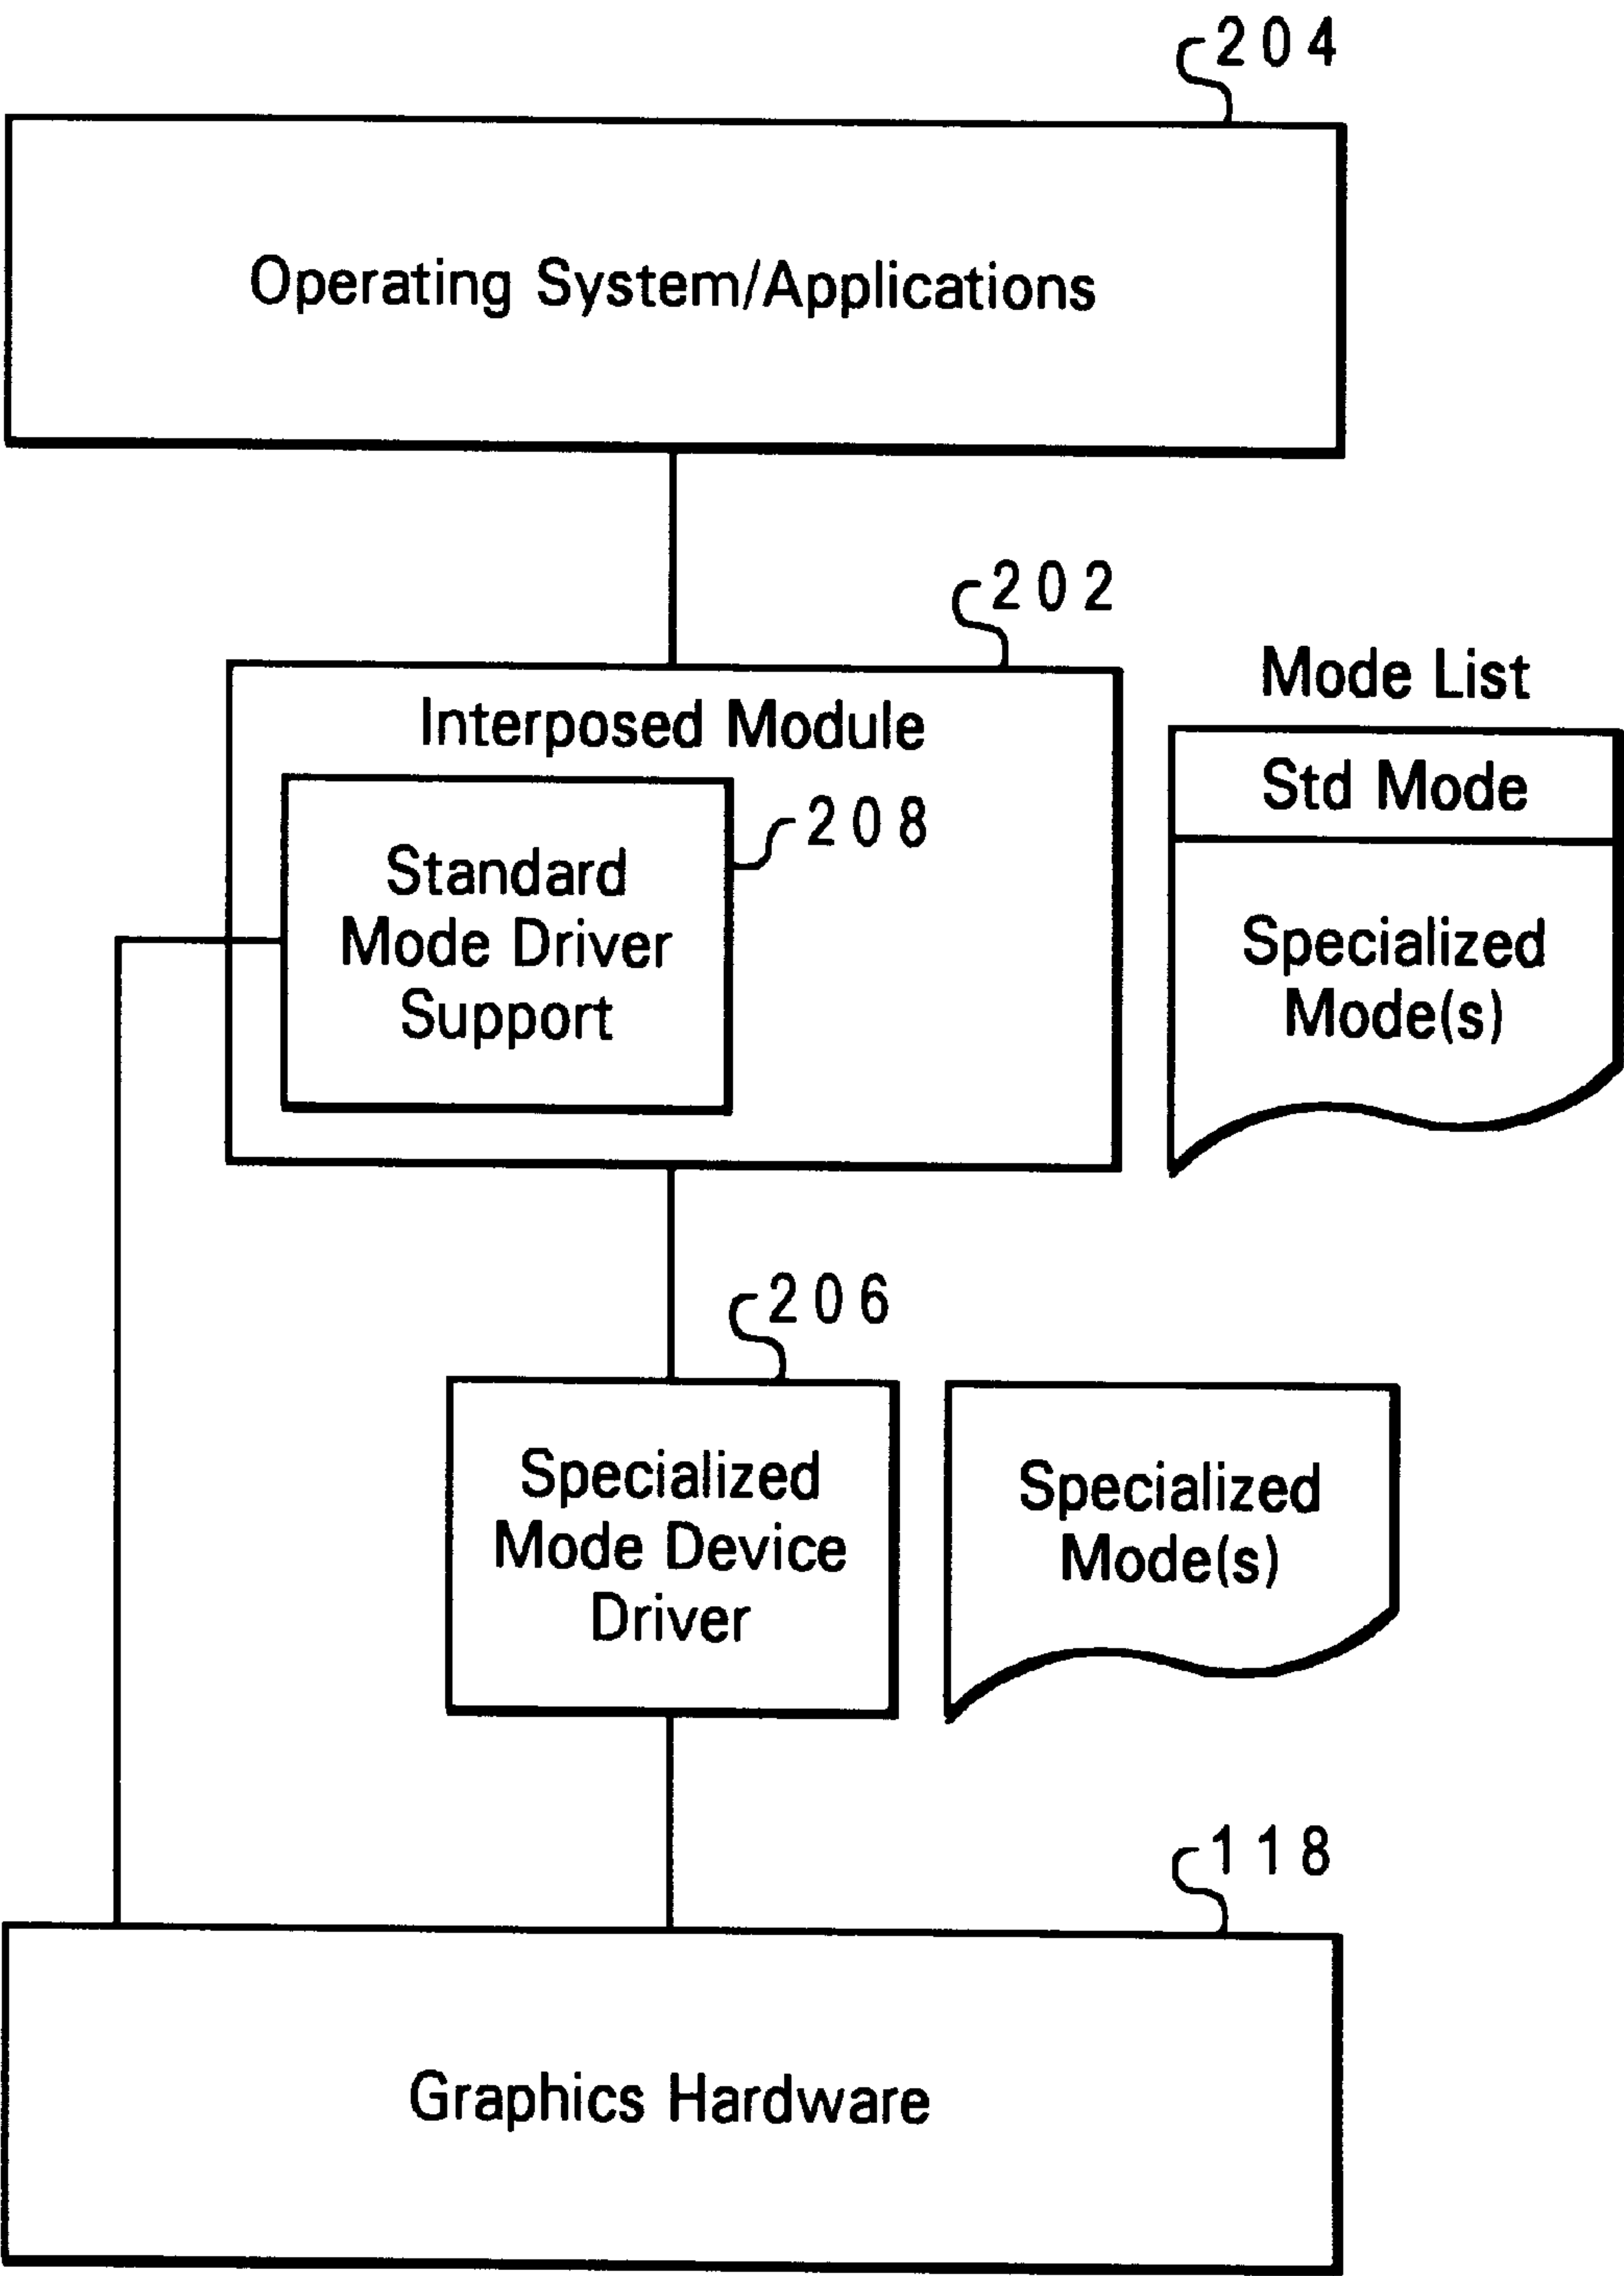 204
Operating System/Applications
202
Interposed Module
208
Standard
Mode Driver
Support
Mode List
Std Mode
Specialized
Mode(s)
206
Specialized
Mode Device
Driver
Specialized
Mode(s)
118
Graphics Hardware